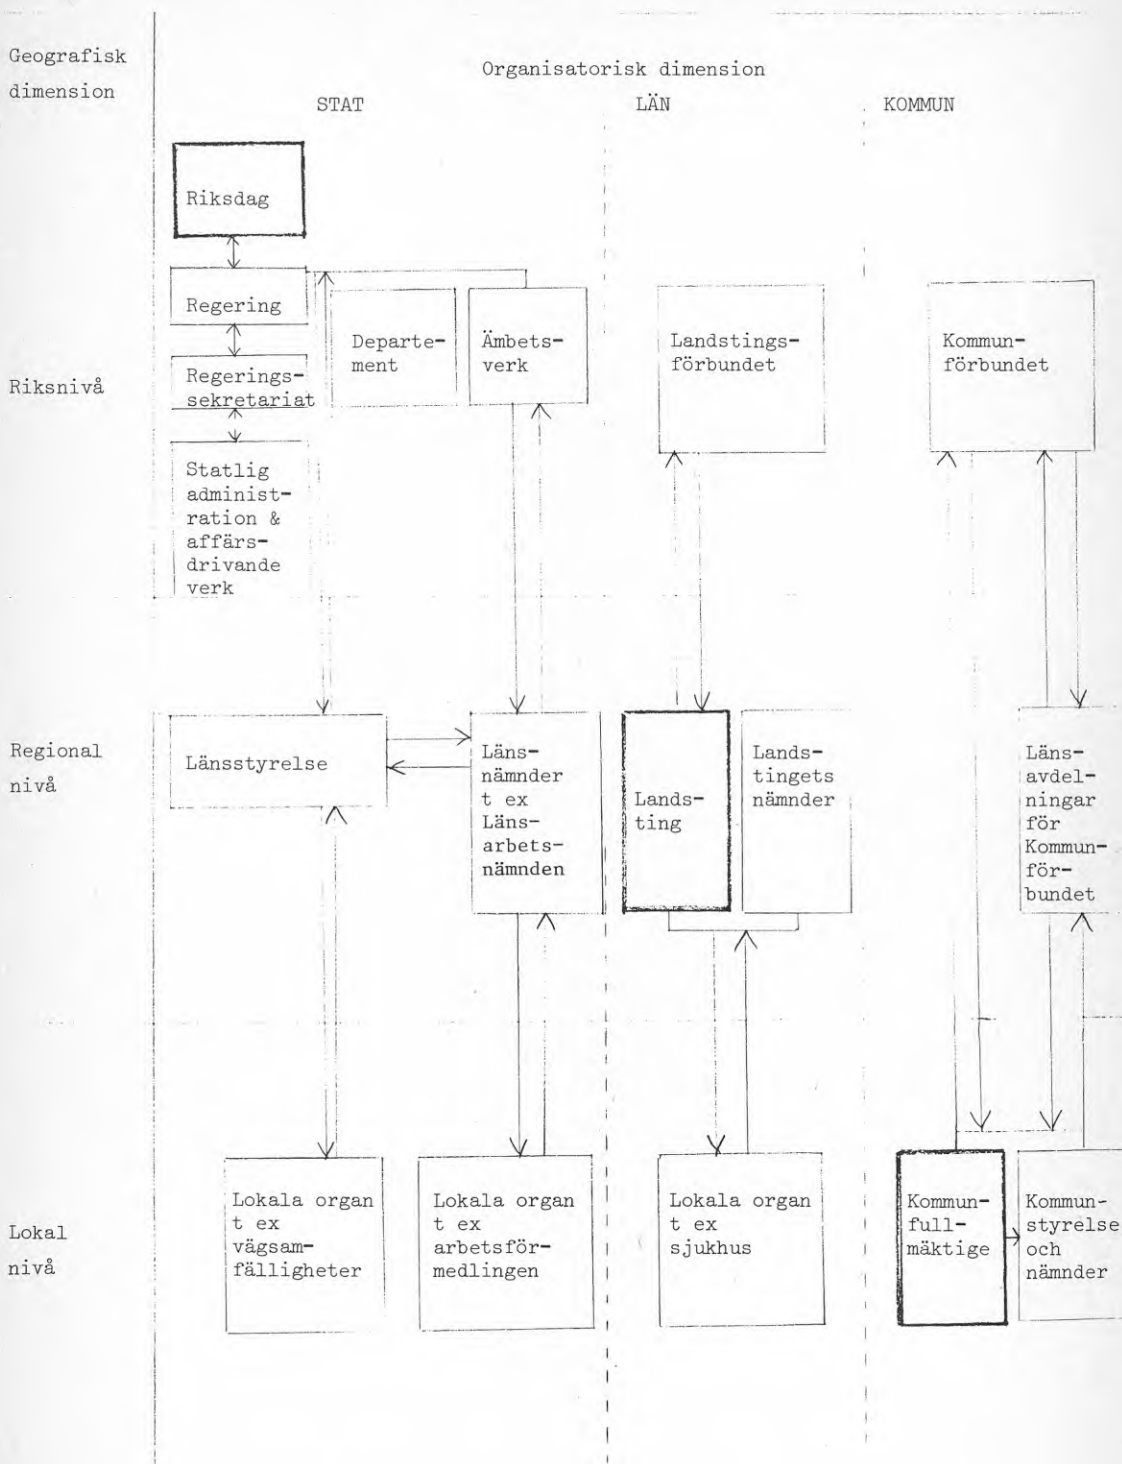 Geografisk
dimension
Organisatorisk dimension
STAT
LÄN
KOMMUN
Riksnivå
Riksdag
Regering
Regerings-
sekretariat
Statlig
administ-
ration &
affärs-
drivande
verk
Departe-
ment
Ämbets-
verk
Landstings-
förbundet
Kommun-
förbundet
Regional
nivå
Länsstyrelse
Läns-
nämnder
t ex
Läns-
arbets-
nämnden
Lands-
ting
Lands-
tingets
nämnder
Läns-
avdel-
ningar
för
Kommun-
för-
bundet
Lokal
nivå
Lokala organ
t ex
vägsam-
fälligheter
Lokala organ
t ex
arbetsför-
medlingen
Lokala organ
t ex
sjukhus
Kommun-
full-
mäktige
Kommun-
styrelse
och
nämnder